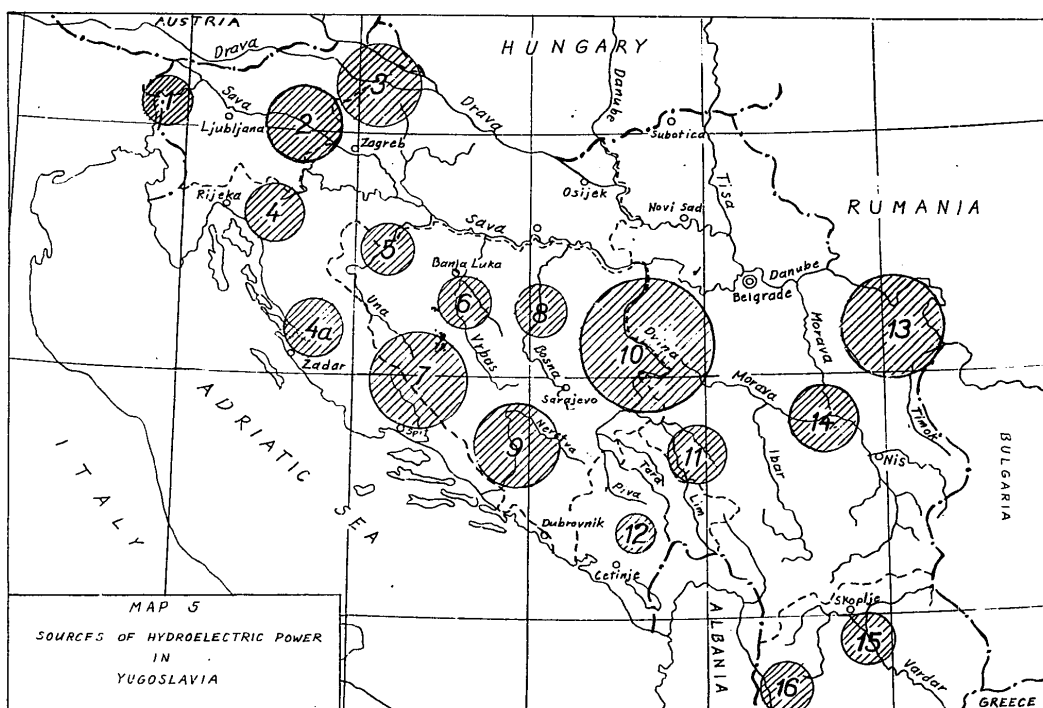 AUSTRIA
HUNGARY
Drava
Danube
3
1
Sava
Drava
Ljubljana
2
Subotica
Zagreb
Tisa
Osijek
Rijeka
4
Novi Sad
RUMANIA
Sava
5
Banja Luka
Danube
Belgrade
Una
6
8
4a
Vrbas
10
Drina
Morava
13
Zadar
7
Bosna
Sarajevo
Morava
ADRIATIC SEA
Split
14
Timok
ITALY
9
Neretva
11
Ibar
Nis
BULGARIA
Tara
Piva
Lim
Dubrovnik
12
Cetinje
ALBANIA
Skoplje
15
Vardar
16
GREECE
MAP 5
SOURCES OF HYDROELECTRIC POWER
IN
YUGOSLAVIA